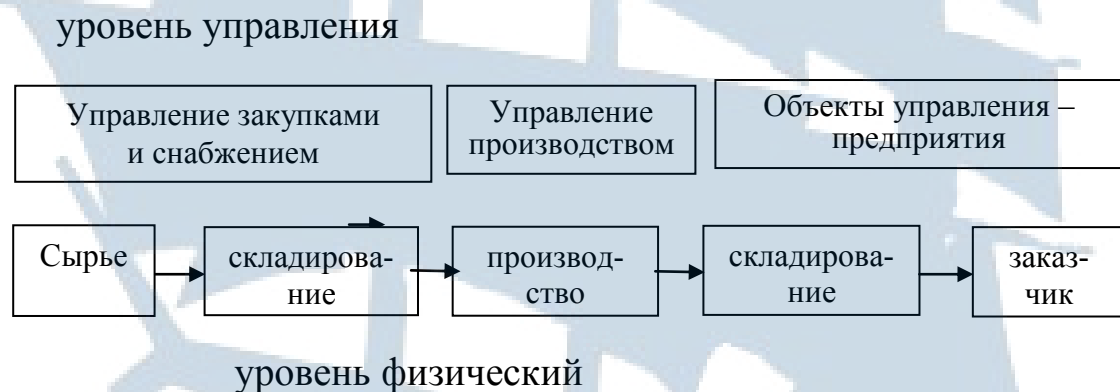 уровень управления
Управление закупками
и снабжением
Управление
производством
Объекты управления –
предприятия
Сырье
складирова-
ние
производ-
ство
складирова-
ние
заказ-
чик
уровень физический